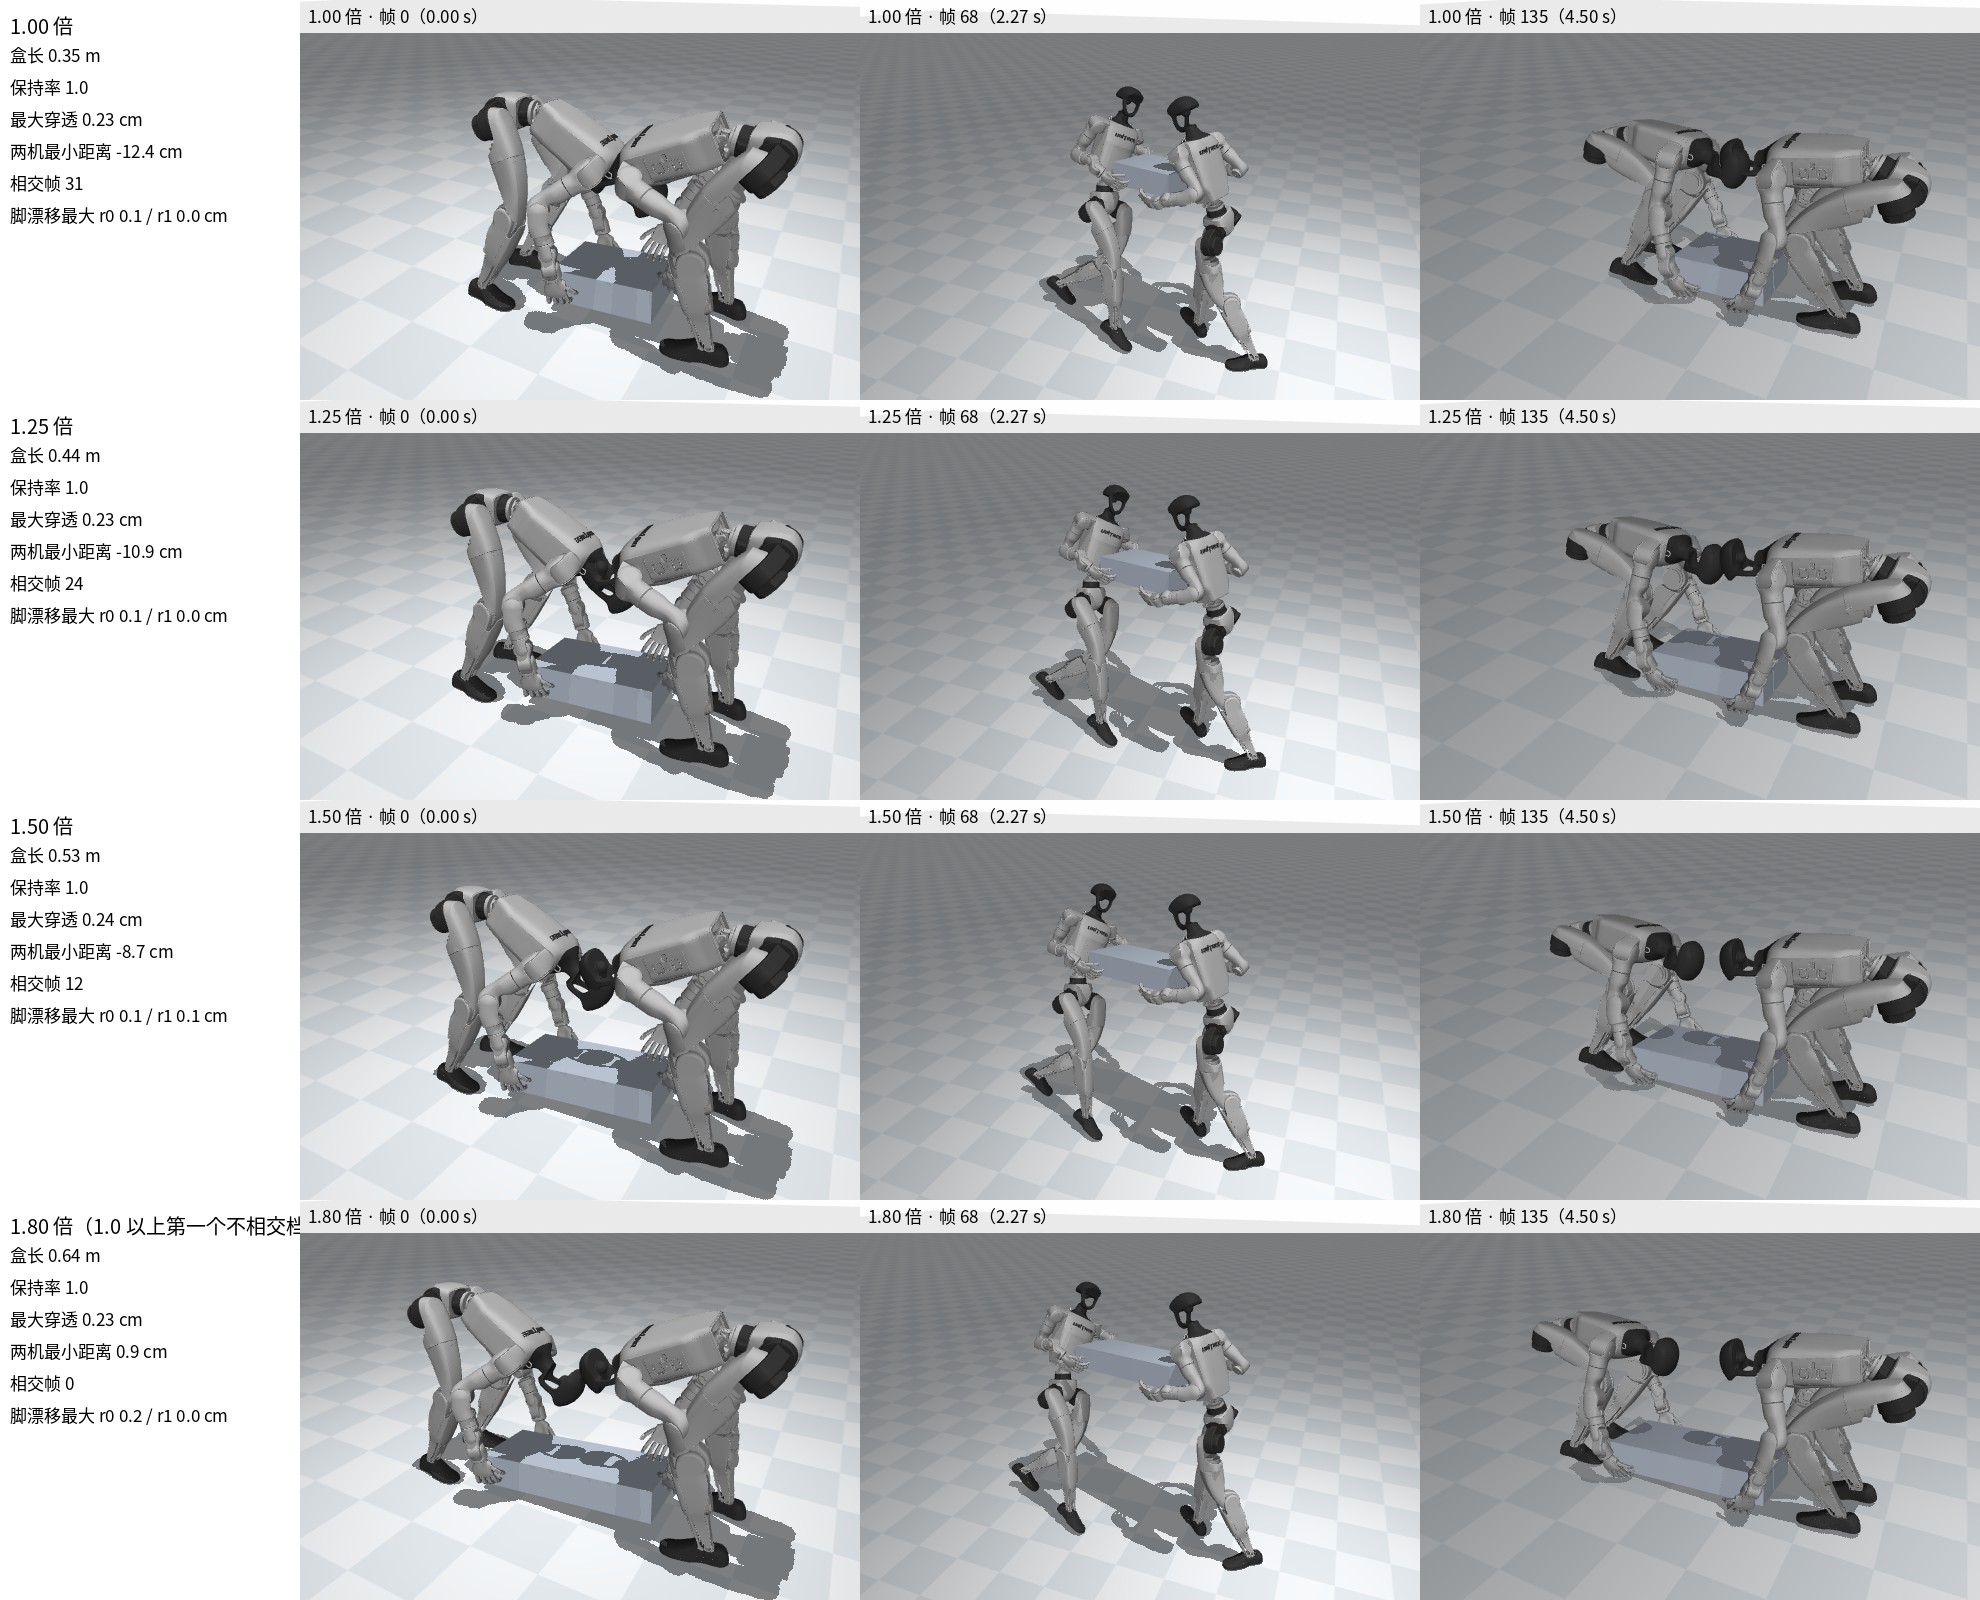 1.00 倍
盒长 0.35 m
保持率 1.0
最大穿透 0.23 cm
两机最小距离 -12.4 cm
相交帧 31
脚漂移最大 r0 0.1 / r1 0.0 cm
1.00 倍 · 帧 0（0.00 s）
1.00 倍 · 帧 68（2.27 s）
1.00 倍 · 帧 135（4.50 s）
1.25 倍
盒长 0.44 m
保持率 1.0
最大穿透 0.23 cm
两机最小距离 -10.9 cm
相交帧 24
脚漂移最大 r0 0.1 / r1 0.0 cm
1.25 倍 · 帧 0（0.00 s）
1.25 倍 · 帧 68（2.27 s）
1.25 倍 · 帧 135（4.50 s）
1.50 倍
盒长 0.53 m
保持率 1.0
最大穿透 0.24 cm
两机最小距离 -8.7 cm
相交帧 12
脚漂移最大 r0 0.1 / r1 0.1 cm
1.50 倍 · 帧 0（0.00 s）
1.50 倍 · 帧 68（2.27 s）
1.50 倍 · 帧 135（4.50 s）
1.80 倍（1.0 以上第一个不相交档
盒长 0.64 m
保持率 1.0
最大穿透 0.23 cm
两机最小距离 0.9 cm
相交帧 0
脚漂移最大 r0 0.2 / r1 0.0 cm
1.80 倍 · 帧 0（0.00 s）
1.80 倍 · 帧 68（2.27 s）
1.80 倍 · 帧 135（4.50 s）